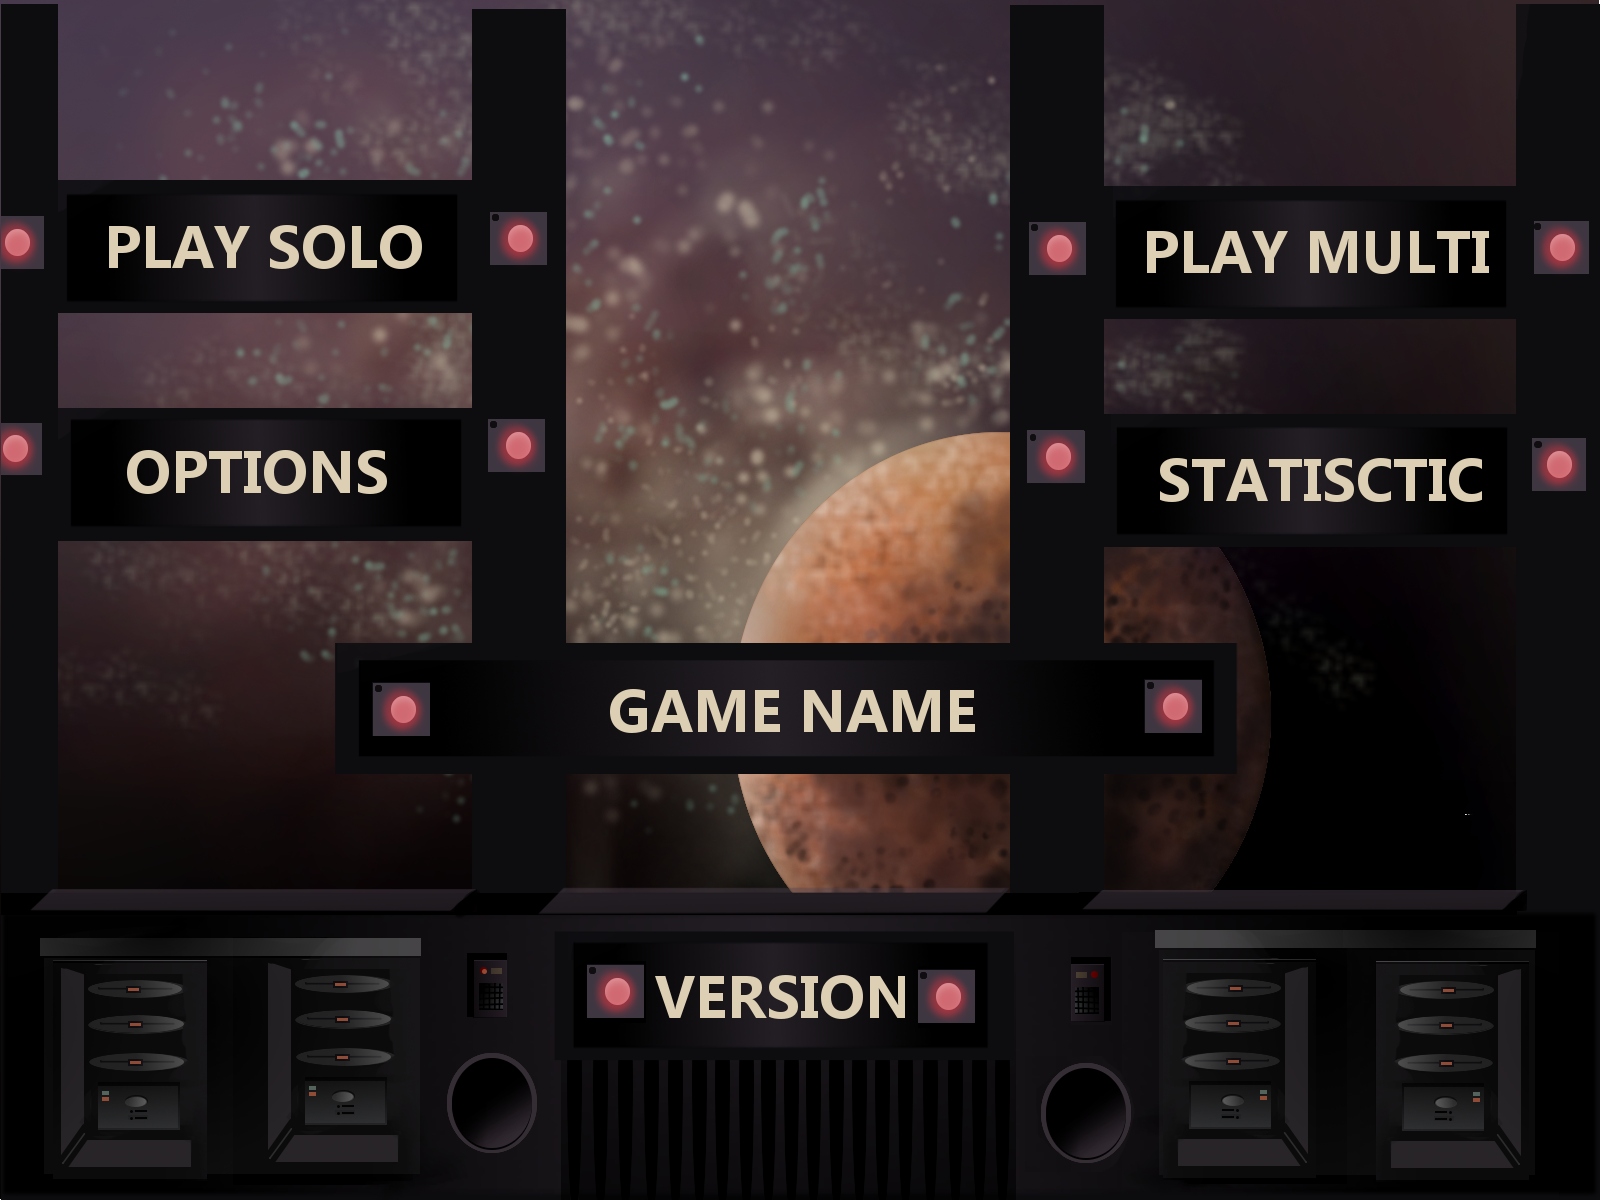 PLAY SOLO
PLAY MULTI
OPTIONS
STATISCTIC
GAME NAME
VERSION